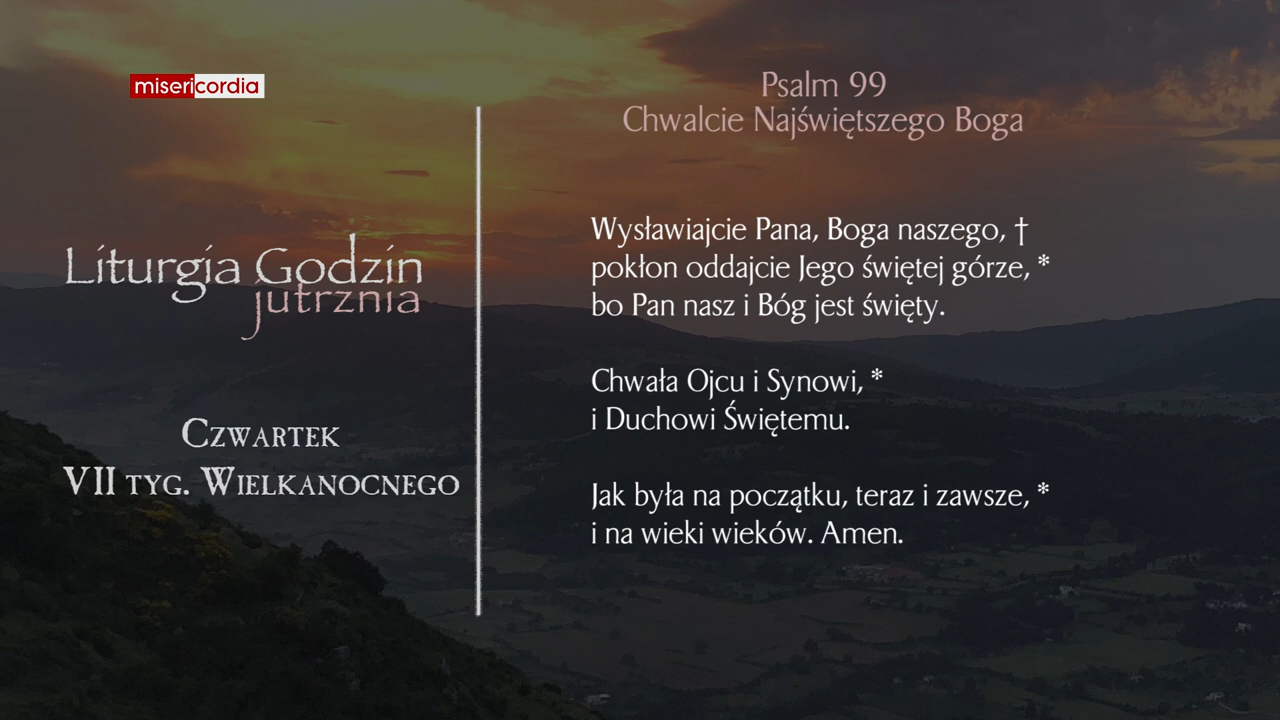 misericordia
Liturgia Godzin
jutrznia
Czwartek
VII tyg. Wielkanocnego
Psalm 99
Chwalcie Najświętszego Boga
Wysławiajcie Pana, Boga naszego, †
pokłon oddajcie Jego świętej górze, *
bo Pan nasz i Bóg jest święty.
Chwała Ojcu i Synowi, *
i Duchowi Świętemu.
Jak była na początku, teraz i zawsze, *
i na wieki wieków. Amen.